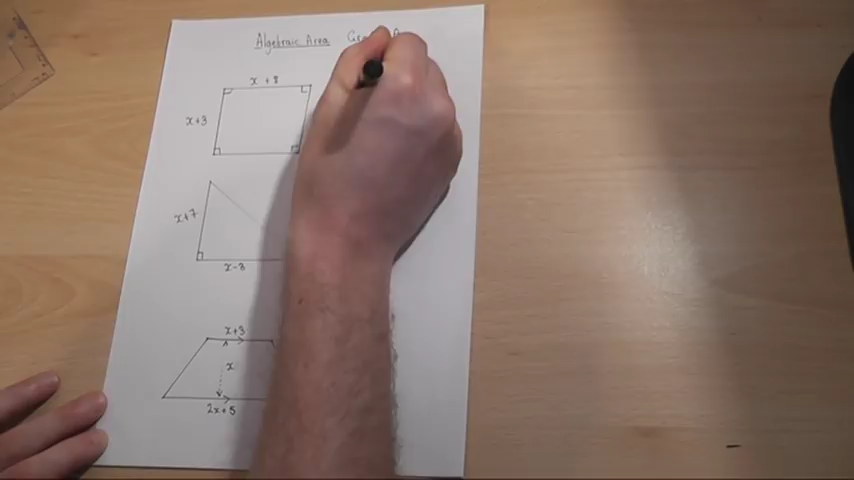 Algebraic Area
x + 8
x+3
x+7
x-3
x+3
x
2x+5